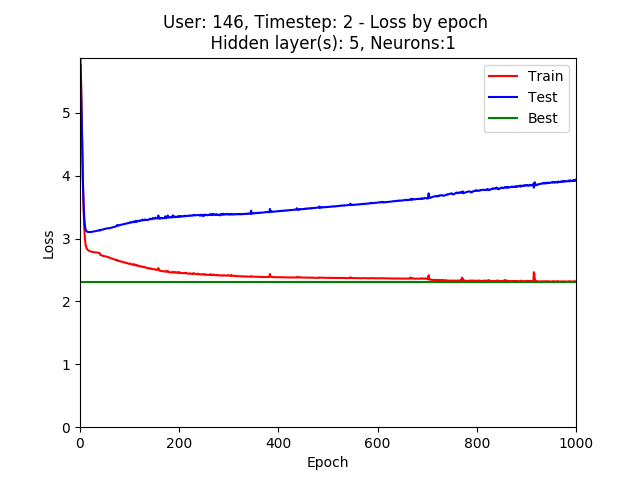 User: 146, Timestep: 2 - Loss by epoch
Hidden layer(s): 5, Neurons:1
Train
Test
Best
5
4
3
2
1
0
Loss
0 200 400 600 800 1000
Epoch